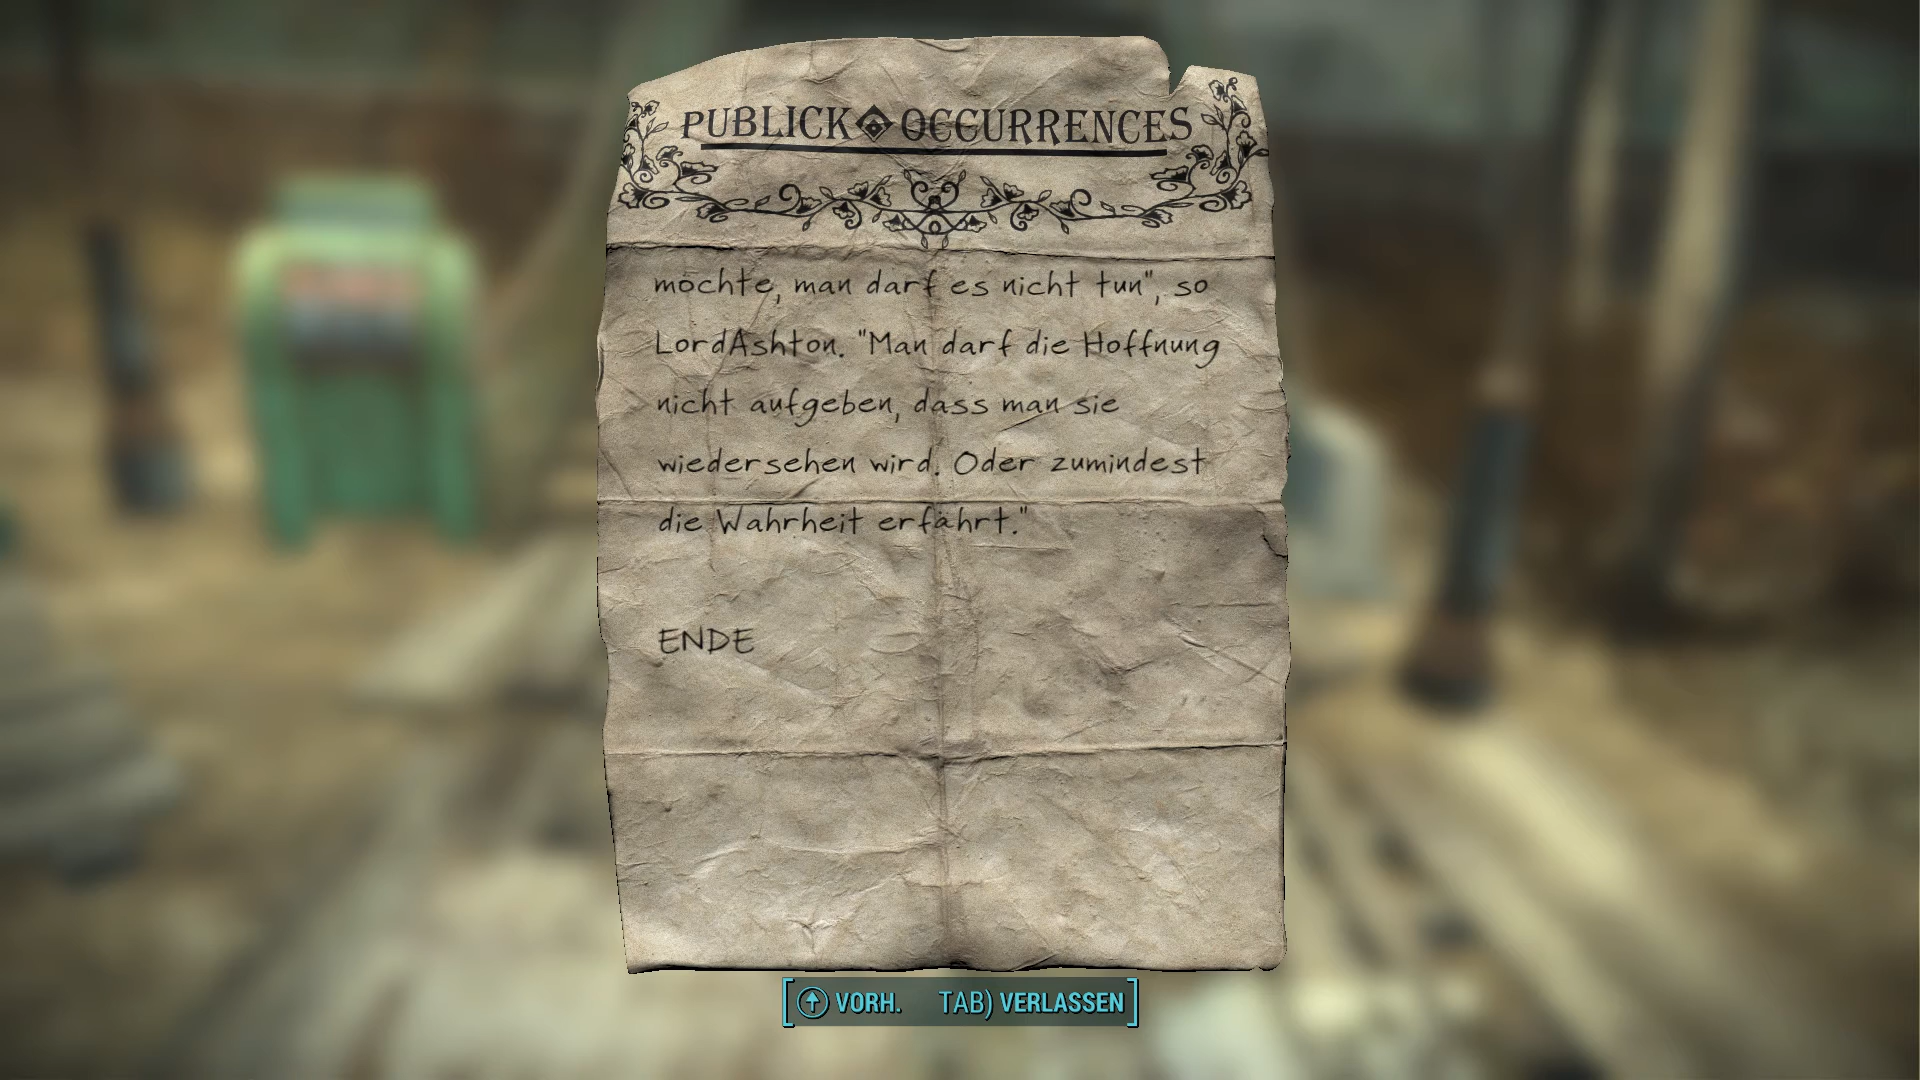 PUBLICK OCCURRENCES
möchte, man darf es nicht tun", so
LordAshton. "Man darf die Hoffnung
nicht aufgeben, dass man sie
wiedersehen wird. Oder zumindest
die Wahrheit erfährt."
ENDE
VORH. TAB) VERLASSEN